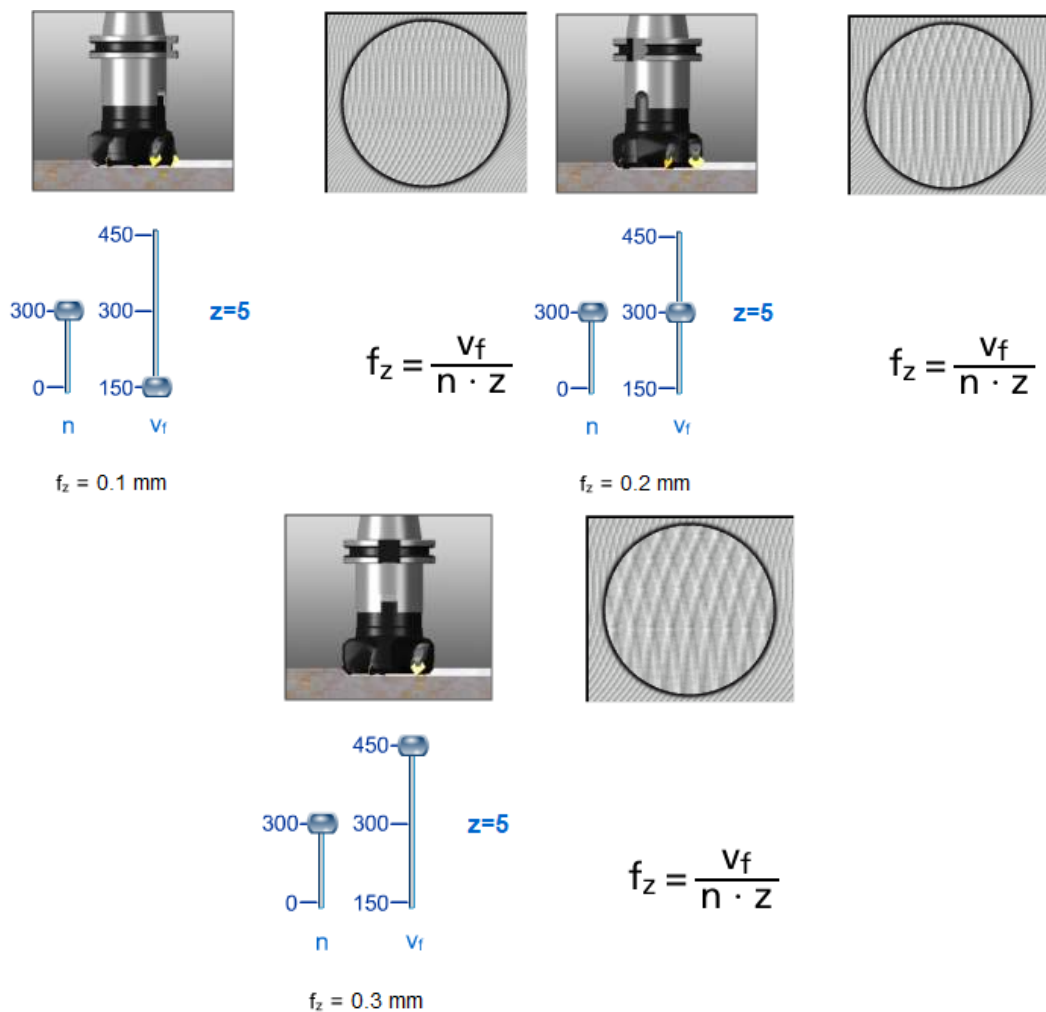 450
300 300 z=5
0 150
n vf
fz = vf / n · z
fz = 0.1 mm
450
300 300 z=5
0 150
n vf
fz = vf / n · z
fz = 0.2 mm
450
300 300 z=5
0 150
n vf
fz = vf / n · z
fz = 0.3 mm